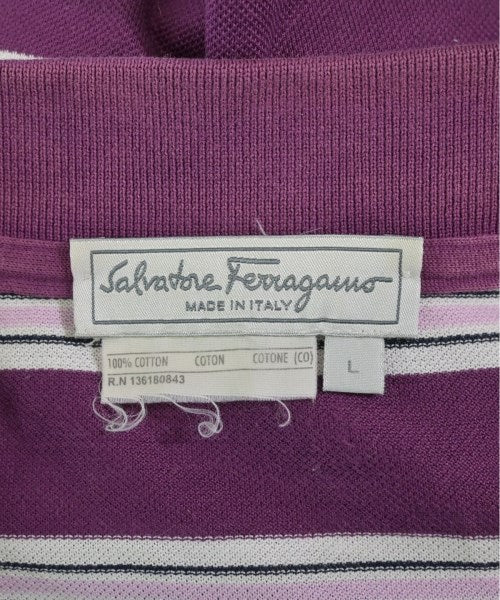 Salvatore Ferragamo
MADE IN ITALY
100% COTTON COTON COTONE (CO)
R.N 136180843
L